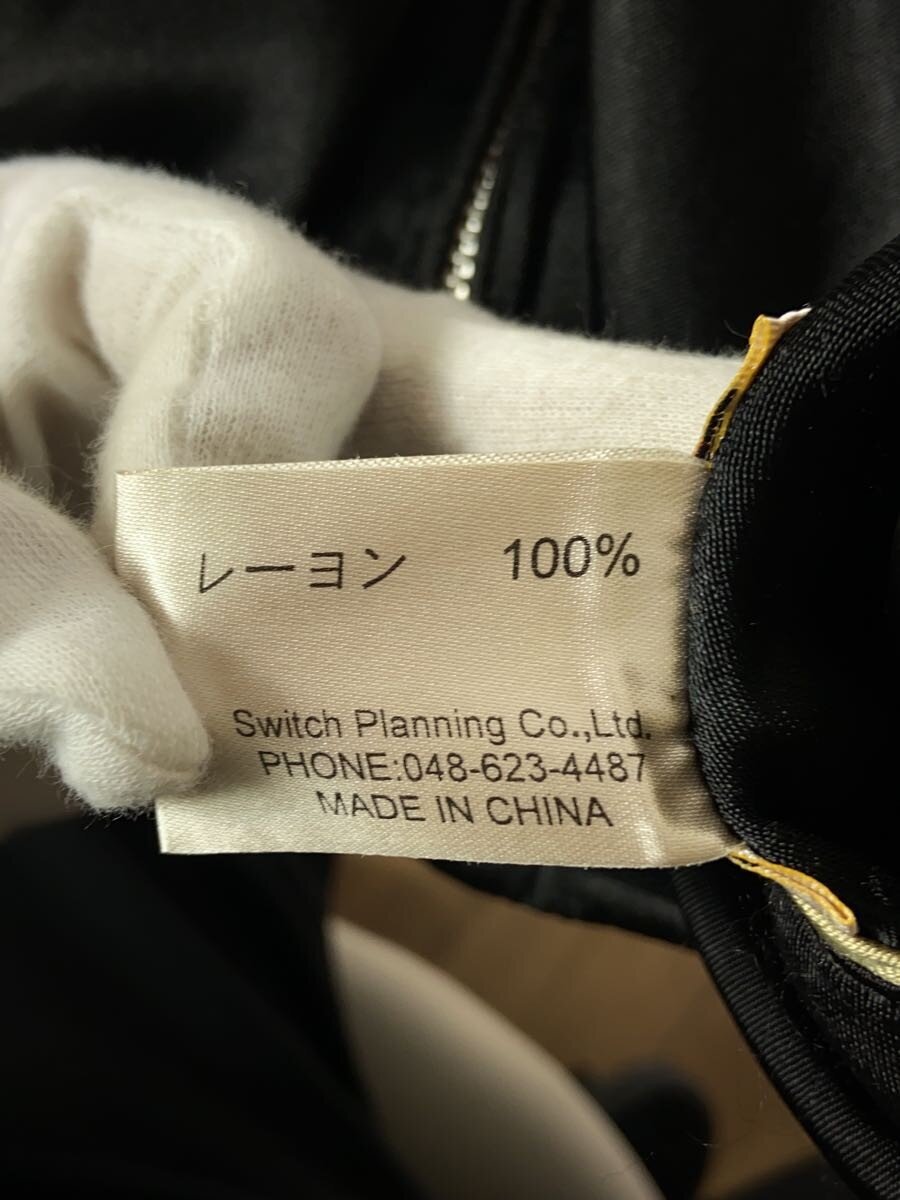 レーヨン 100%
Switch Planning Co.,Ltd.
PHONE:048-623-4487
MADE IN CHINA